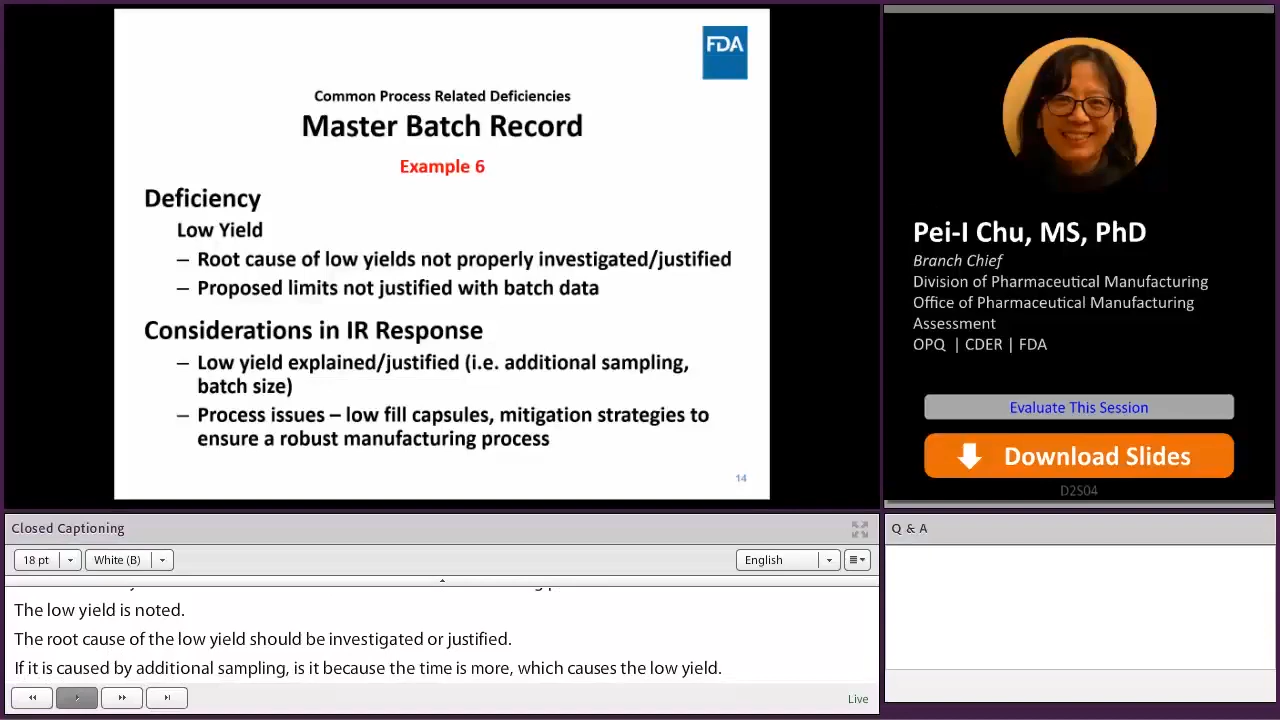 FDA
Common Process Related Deficiencies
Master Batch Record
Example 6
Deficiency
Low Yield
– Root cause of low yields not properly investigated/justified
– Proposed limits not justified with batch data
Considerations in IR Response
– Low yield explained/justified (i.e. additional sampling,
batch size)
– Process issues – low fill capsules, mitigation strategies to
ensure a robust manufacturing process
14
Pei-I Chu, MS, PhD
Branch Chief
Division of Pharmaceutical Manufacturing
Office of Pharmaceutical Manufacturing
Assessment
OPQ | CDER | FDA
Evaluate This Session
Download Slides
D2S04
Closed Captioning
18 pt
White (B)
English
The low yield is noted.
The root cause of the low yield should be investigated or justified.
If it is caused by additional sampling, is it because the time is more, which causes the low yield.
Live
Q & A